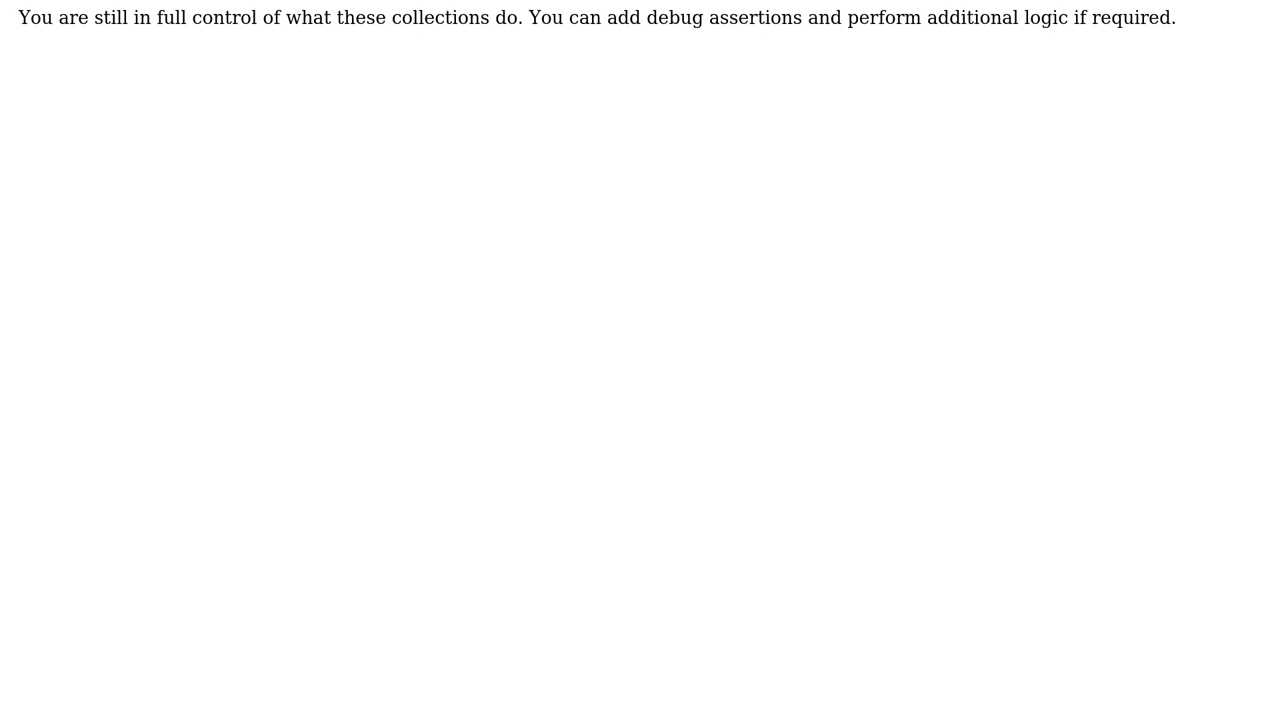 You are still in full control of what these collections do. You can add debug assertions and perform additional logic if required.